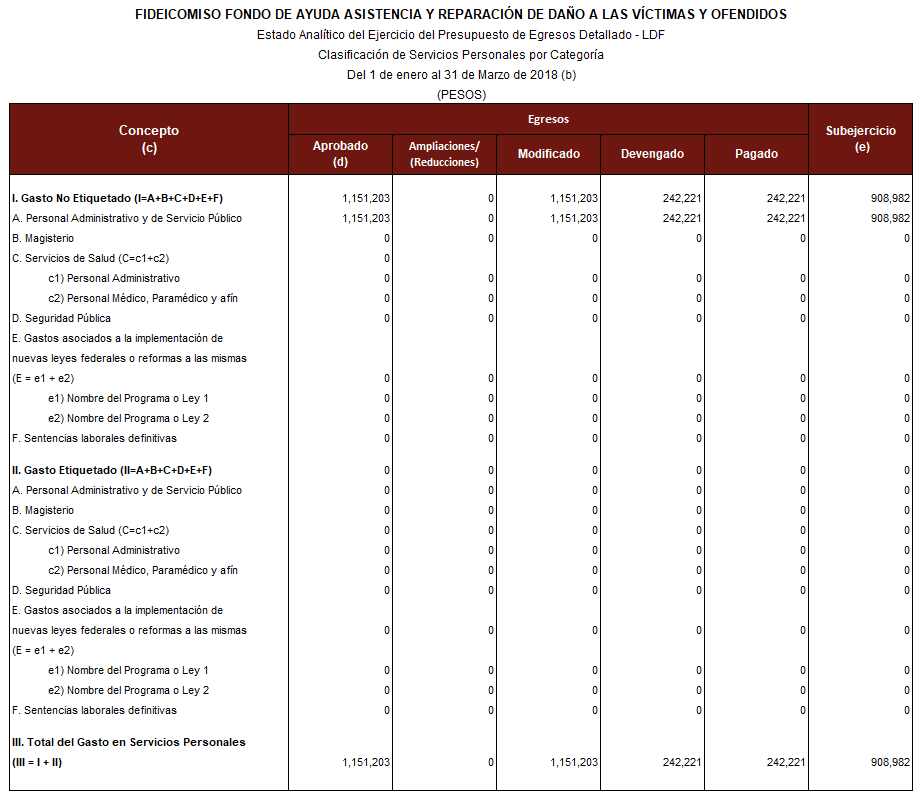 FIDEICOMISO FONDO DE AYUDA ASISTENCIA Y REPARACIÓN DE DAÑO A LAS VÍCTIMAS Y OFENDIDOS
Estado Analítico del Ejercicio del Presupuesto de Egresos Detallado - LDF
Clasificación de Servicios Personales por Categoría
Del 1 de enero al 31 de Marzo de 2018 (b)
(PESOS)
Concepto
(c)
Egresos
Subejercicio
(e)
Aprobado
(d)
Ampliaciones/
(Reducciones)
Modificado
Devengado
Pagado
I. Gasto No Etiquetado (I=A+B+C+D+E+F) 1,151,203 0 1,151,203 242,221 242,221 908,982
A. Personal Administrativo y de Servicio Público 1,151,203 0 1,151,203 242,221 242,221 908,982
B. Magisterio 0 0 0 0 0 0
C. Servicios de Salud (C=c1+c2) 0
c1) Personal Administrativo 0 0 0 0 0 0
c2) Personal Médico, Paramédico y afín 0 0 0 0 0 0
D. Seguridad Pública 0 0 0 0 0 0
E. Gastos asociados a la implementación de
nuevas leyes federales o reformas a las mismas
(E = e1 + e2) 0 0 0 0 0 0
e1) Nombre del Programa o Ley 1 0 0 0 0 0 0
e2) Nombre del Programa o Ley 2 0 0 0 0 0 0
F. Sentencias laborales definitivas 0 0 0 0 0 0
II. Gasto Etiquetado (II=A+B+C+D+E+F) 0 0 0 0 0 0
A. Personal Administrativo y de Servicio Público 0 0 0 0 0 0
B. Magisterio 0 0 0 0 0 0
C. Servicios de Salud (C=c1+c2) 0 0 0 0 0 0
c1) Personal Administrativo 0 0 0 0 0 0
c2) Personal Médico, Paramédico y afín 0 0 0 0 0 0
D. Seguridad Pública 0 0 0 0 0 0
E. Gastos asociados a la implementación de
nuevas leyes federales o reformas a las mismas 0 0 0 0 0 0
(E = e1 + e2)
e1) Nombre del Programa o Ley 1 0 0 0 0 0 0
e2) Nombre del Programa o Ley 2 0 0 0 0 0 0
F. Sentencias laborales definitivas 0 0 0 0 0 0
III. Total del Gasto en Servicios Personales
(III = I + II) 1,151,203 0 1,151,203 242,221 242,221 908,982